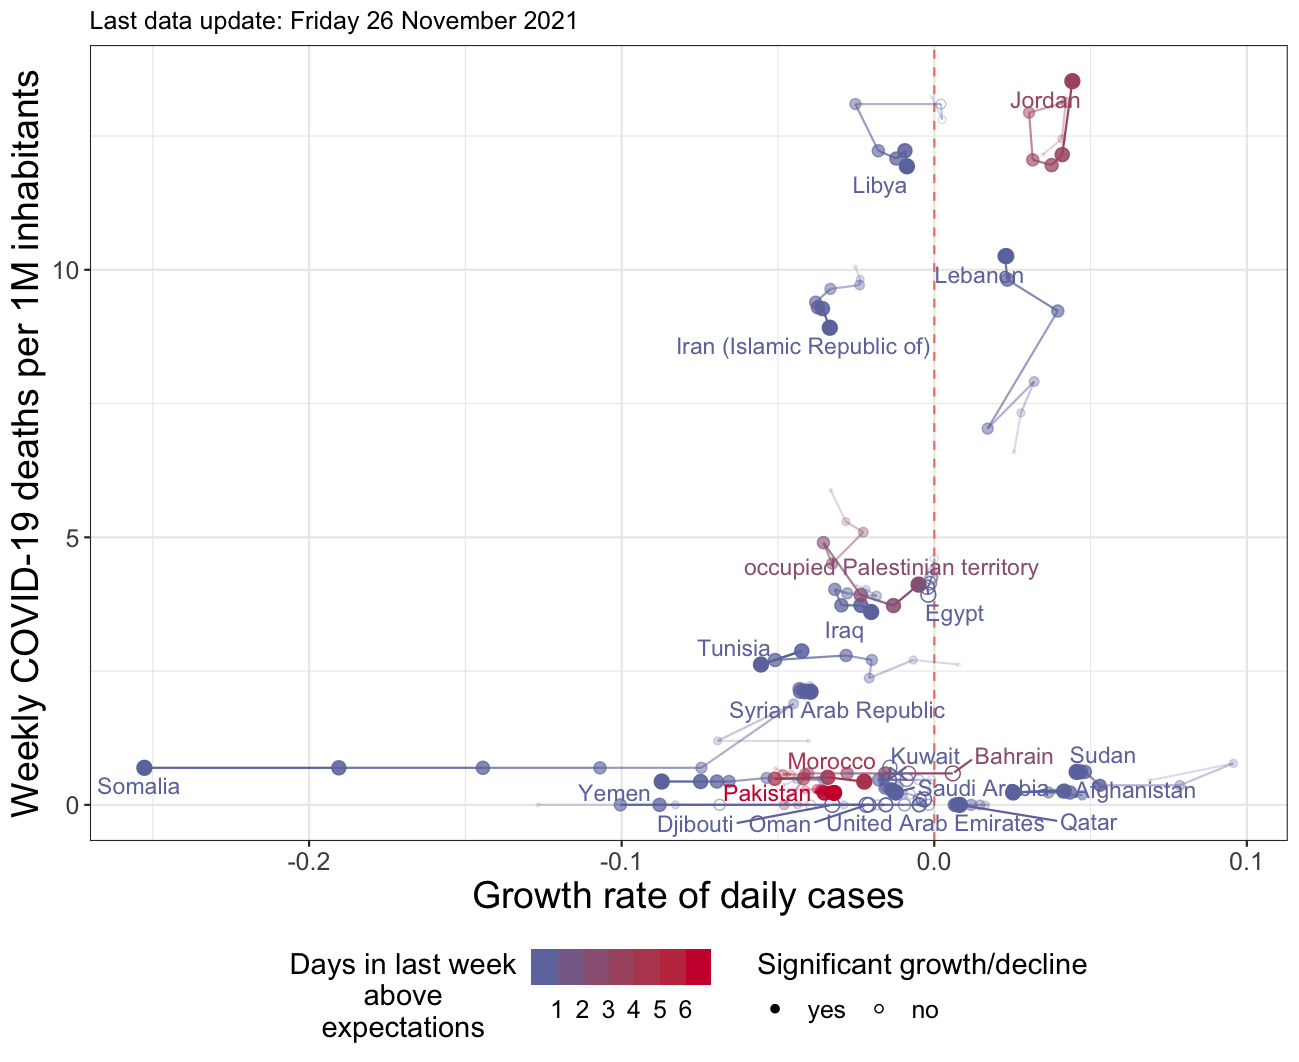 Last data update: Friday 26 November 2021
Weekly COVID-19 deaths per 1M inhabitants
10
5
0
Jordan
Libya
Lebanon
Iran (Islamic Republic of)
occupied Palestinian territory
Egypt
Iraq
Tunisia
Syrian Arab Republic
Kuwait
Bahrain
Sudan
Morocco
Somalia
Yemen
Pakistan
Saudi Arabia
Afghanistan
Djibouti
Oman
United Arab Emirates
Qatar
-0.2
-0.1
0.0
0.1
Growth rate of daily cases
Days in last week
above
expectations
1 2 3 4 5 6
Significant growth/decline
yes
no